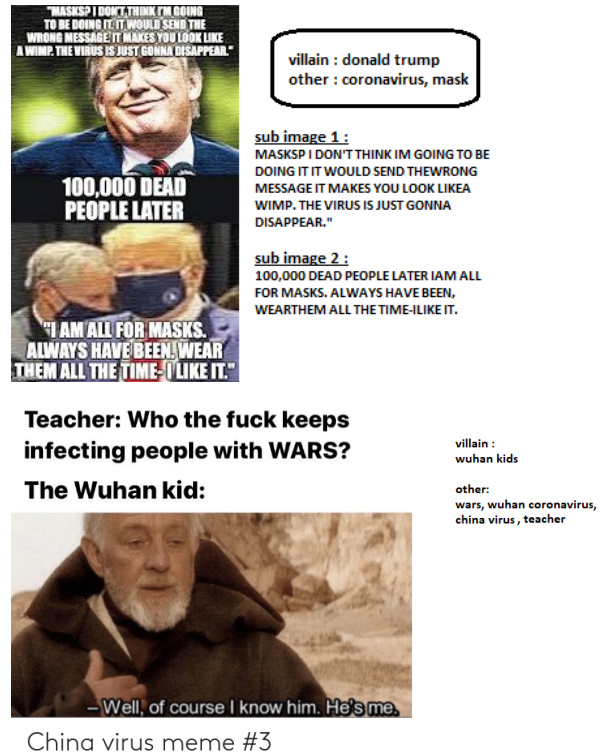 "MASKS? I DON'T THINK I'M GOING
TO BE DOING IT. IT WOULD SEND THE
WRONG MESSAGE. IT MAKES YOU LOOK LIKE
A WIMP. THE VIRUS IS JUST GONNA DISAPPEAR."
100,000 DEAD
PEOPLE LATER
"I AM ALL FOR MASKS.
ALWAYS HAVE BEEN. WEAR
THEM ALL THE TIME-I LIKE IT."
villain : donald trump
other : coronavirus, mask
sub image 1 :
MASKSP I DON'T THINK IM GOING TO BE
DOING IT IT WOULD SEND THEWRONG
MESSAGE IT MAKES YOU LOOK LIKEA
WIMP. THE VIRUS IS JUST GONNA
DISAPPEAR."
sub image 2 :
100,000 DEAD PEOPLE LATER IAM ALL
FOR MASKS. ALWAYS HAVE BEEN,
WEARTHEM ALL THE TIME-ILIKE IT.
Teacher: Who the fuck keeps
infecting people with WARS?
The Wuhan kid:
– Well, of course I know him. He's me.
China virus meme #3
villain :
wuhan kids
other:
wars, wuhan coronavirus,
china virus , teacher